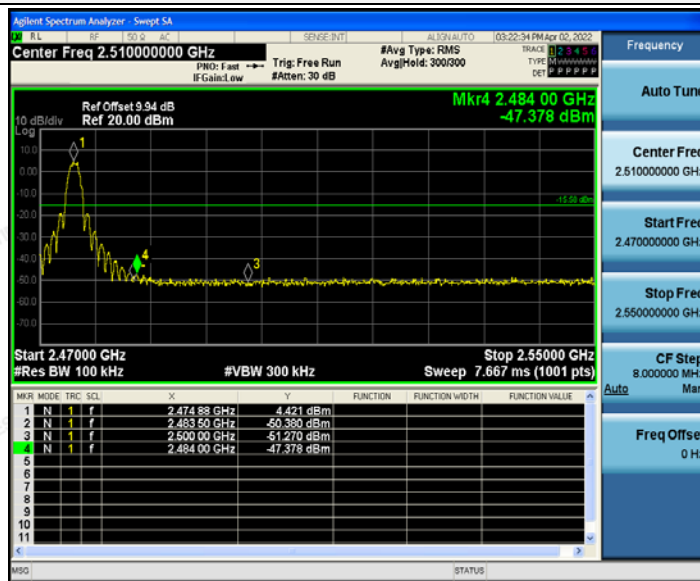 Agilent Spectrum Analyzer - Swept SA
RL RF 50 Ω AC SENSE:INT ALIGNAUTO 03:22:34 PM Apr 02, 2022
Center Freq 2.510000000 GHz
PNO: Fast
IFGain:Low
Trig: Free Run
#Atten: 30 dB
#Avg Type: RMS
Avg|Hold: 300/300
TRACE 1 2 3 4 5 6
TYPE M W W W W W
DET P P P P P P
Frequency
Auto Tune
Center Freq
2.510000000 GHz
Start Freq
2.470000000 GHz
Stop Freq
2.550000000 GHz
CF Step
8.000000 MHz
Auto Man
Freq Offset
0 Hz
Mkr4 2.484 00 GHz
-47.378 dBm
Ref Offset 9.94 dB
10 dB/div Ref 20.00 dBm
Log
10.0
0.00
-10.0
-20.0
-30.0
-40.0
-50.0
-60.0
-70.0
1
4
3
-15.58 dBm
Start 2.47000 GHz Stop 2.55000 GHz
#Res BW 100 kHz #VBW 300 kHz Sweep 7.667 ms (1001 pts)
MKR MODE TRC SCL X Y FUNCTION FUNCTION WIDTH FUNCTION VALUE
1 N 1 f 2.474 88 GHz 4.421 dBm
2 N 1 f 2.483 50 GHz -50.380 dBm
3 N 1 f 2.500 00 GHz -51.270 dBm
4 N 1 f 2.484 00 GHz -47.378 dBm
5
6
7
8
9
10
11
MSG STATUS